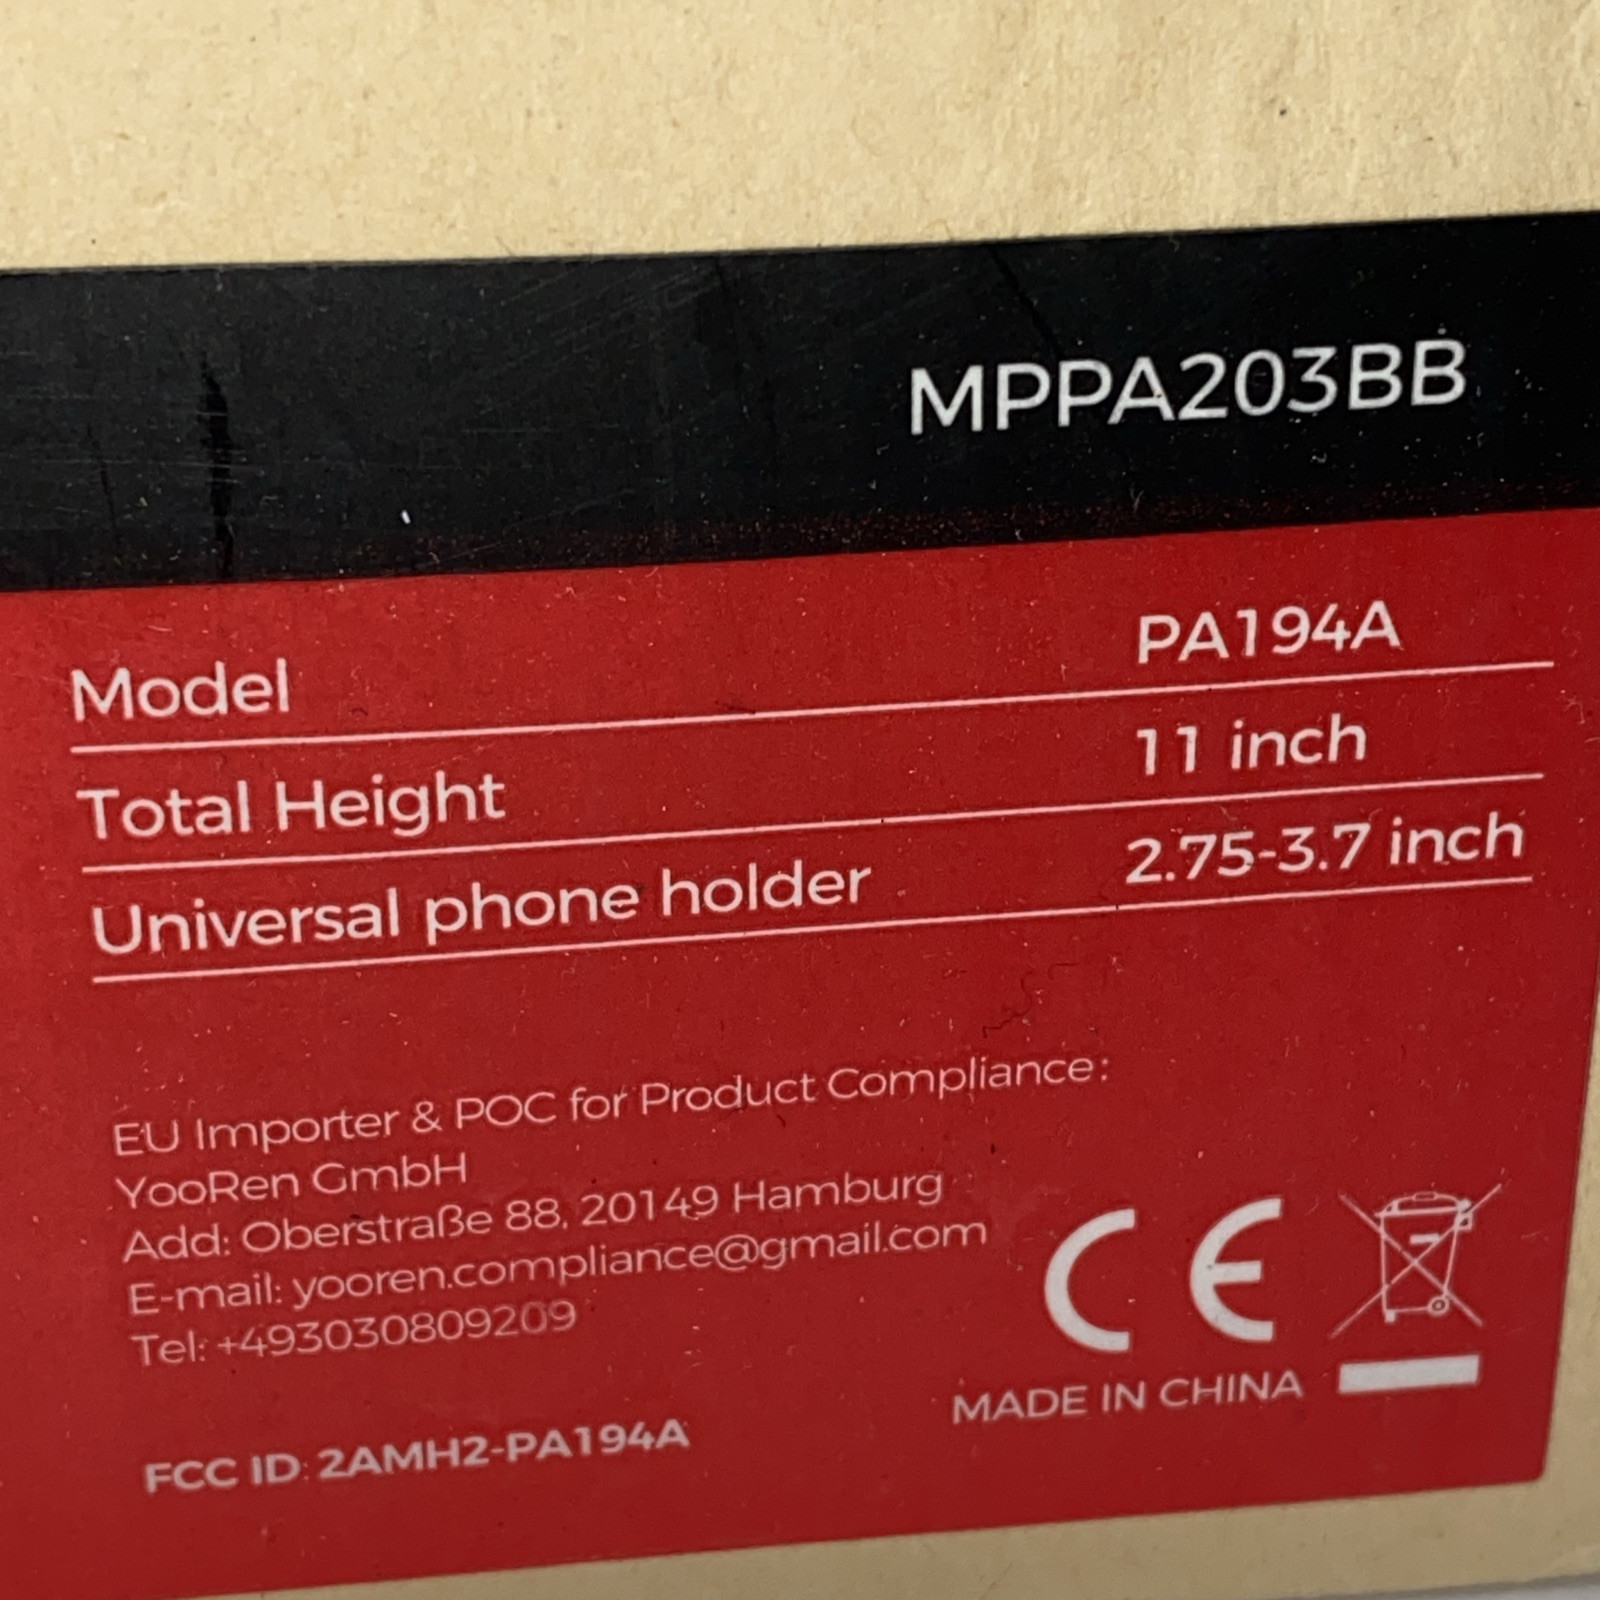 MPPA203BB
Model PA194A
Total Height 11 inch
Universal phone holder 2.75-3.7 inch
EU Importer & POC for Product Compliance:
YooRen GmbH
Add: Oberstraße 88, 20149 Hamburg
E-mail: yooren.compliance@gmail.com
Tel: +493030809209
CE
MADE IN CHINA
FCC ID: 2AMH2-PA194A